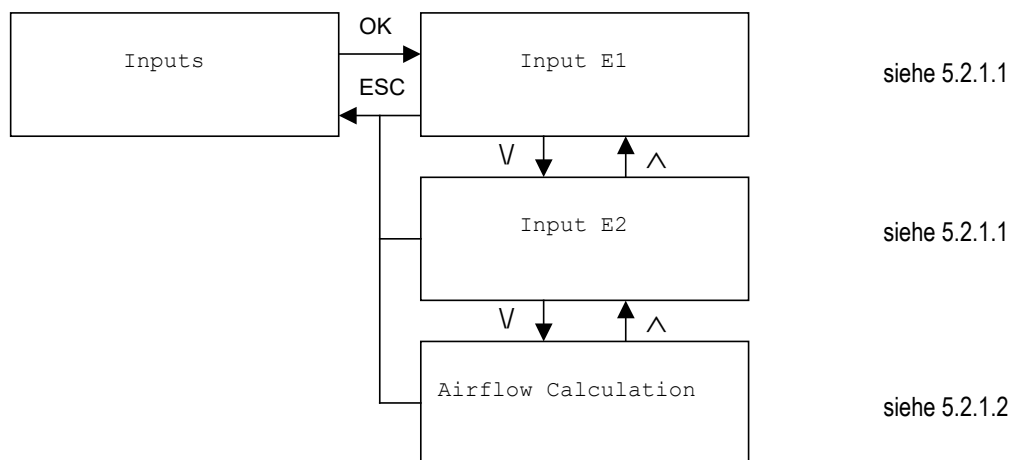 OK
Inputs
Input E1
siehe 5.2.1.1
ESC
\/
/\
Input E2
siehe 5.2.1.1
\/
/\
Airflow Calculation
siehe 5.2.1.2